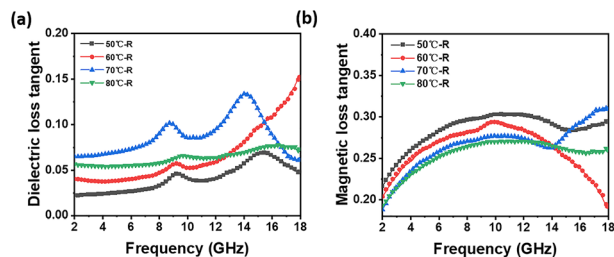 (a)
0.20
0.15
0.10
0.05
0.00
Dielectric loss tangent
50℃-R
60℃-R
70℃-R
80℃-R
2 4 6 8 10 12 14 16 18
Frequency (GHz)
(b)
0.40
0.35
0.30
0.25
0.20
Magnetic loss tangent
50℃-R
60℃-R
70℃-R
80℃-R
2 4 6 8 10 12 14 16 18
Frequency (GHz)